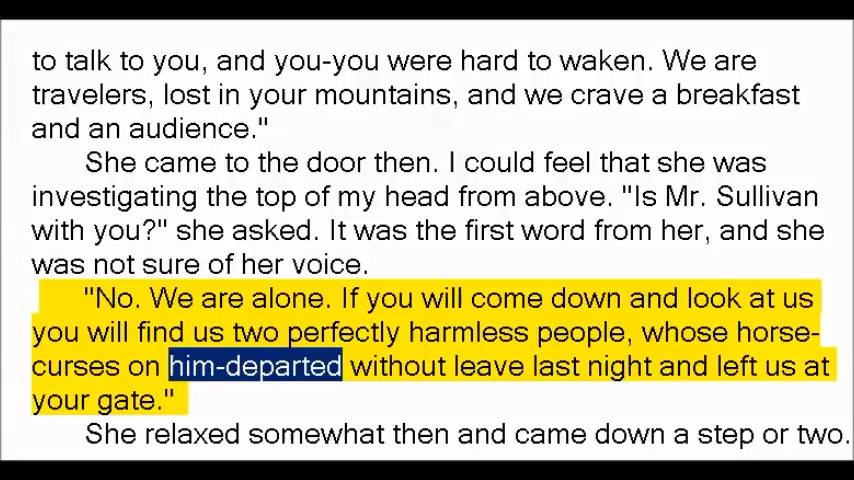 to talk to you, and you-you were hard to waken. We are
travelers, lost in your mountains, and we crave a breakfast
and an audience."
She came to the door then. I could feel that she was
investigating the top of my head from above. "Is Mr. Sullivan
with you?" she asked. It was the first word from her, and she
was not sure of her voice.
"No. We are alone. If you will come down and look at us
you will find us two perfectly harmless people, whose horse-
curses on him-departed without leave last night and left us at
your gate."
She relaxed somewhat then and came down a step or two.